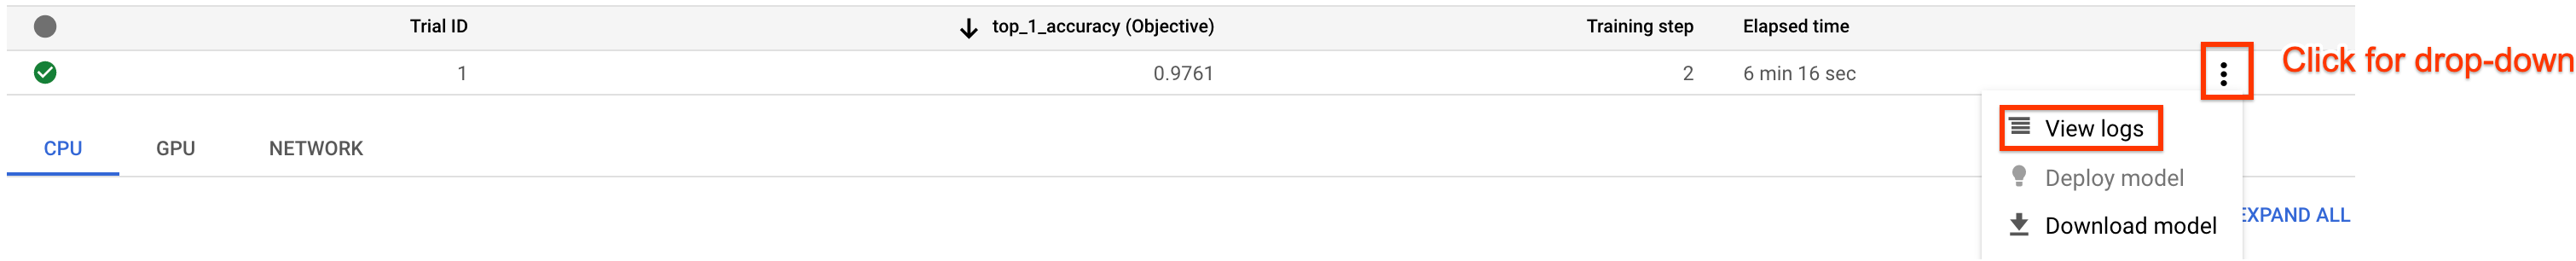 Trial ID top_1_accuracy (Objective) Training step Elapsed time
1 0.9761 2 6 min 16 sec
Click for drop-down
View logs
CPU GPU NETWORK
Deploy model
EXPAND ALL
Download model